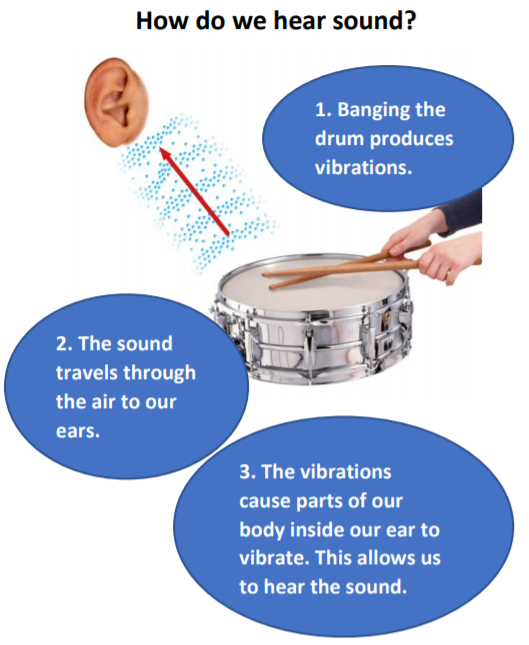 How do we hear sound?
1. Banging the
drum produces
vibrations.
2. The sound
travels through
the air to our
ears.
3. The vibrations
cause parts of our
body inside our ear to
vibrate. This allows us
to hear the sound.